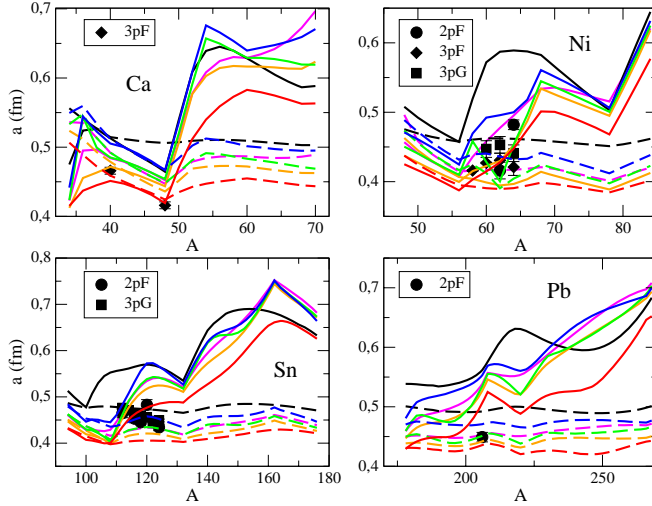 3pF
Ca
a (fm)
0,7
0,6
0,5
0,4
40 50 60 70
A
2pF
3pF
3pG
Ni
0,6
0,5
0,4
50 60 70 80
A
2pF
3pG
Sn
a (fm)
0,8
0,7
0,6
0,5
0,4
100 120 140 160 180
A
2pF
Pb
0,7
0,6
0,5
0,4
200 250
A